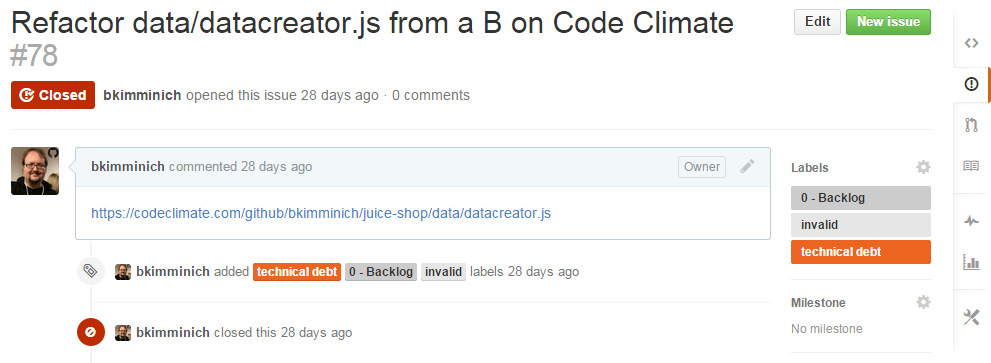 Refactor data/datacreator.js from a B on Code Climate
#78
Edit
New issue
Closed
bkimminich opened this issue 28 days ago · 0 comments
bkimminich commented 28 days ago
Owner
https://codeclimate.com/github/bkimminich/juice-shop/data/datacreator.js
bkimminich added technical debt 0 - Backlog invalid labels 28 days ago
bkimminich closed this 28 days ago
Labels
0 - Backlog
invalid
technical debt
Milestone
No milestone